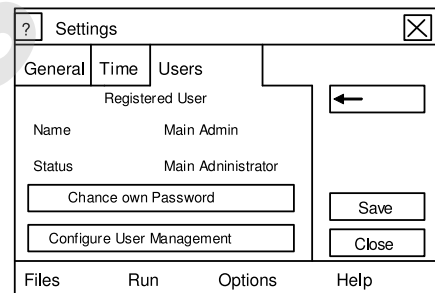 ? Settings
General Time Users
Registered User
Name Main Admin
Status Main Adninistrator
Chance own Password
Configure User Management
Save
Close
Files Run Options Help